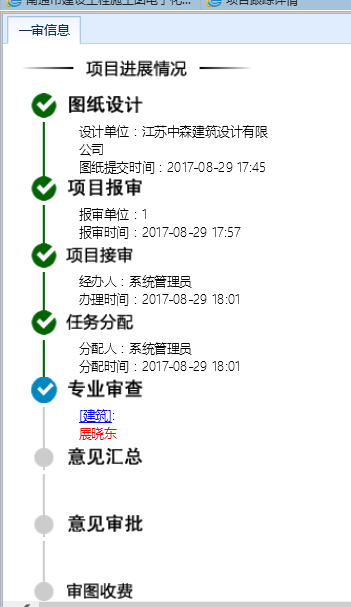 南通市建设工程施工图电子化...
项目跟踪详情
一审信息
项目进展情况
图纸设计
设计单位：江苏中森建筑设计有限
公司
图纸提交时间：2017-08-29 17:45
项目报审
报审单位：1
报审时间：2017-08-29 17:57
项目接审
经办人：系统管理员
办理时间：2017-08-29 18:01
任务分配
分配人：系统管理员
分配时间：2017-08-29 18:01
专业审查
[建筑]:
展晓东
意见汇总
意见审批
审图收费